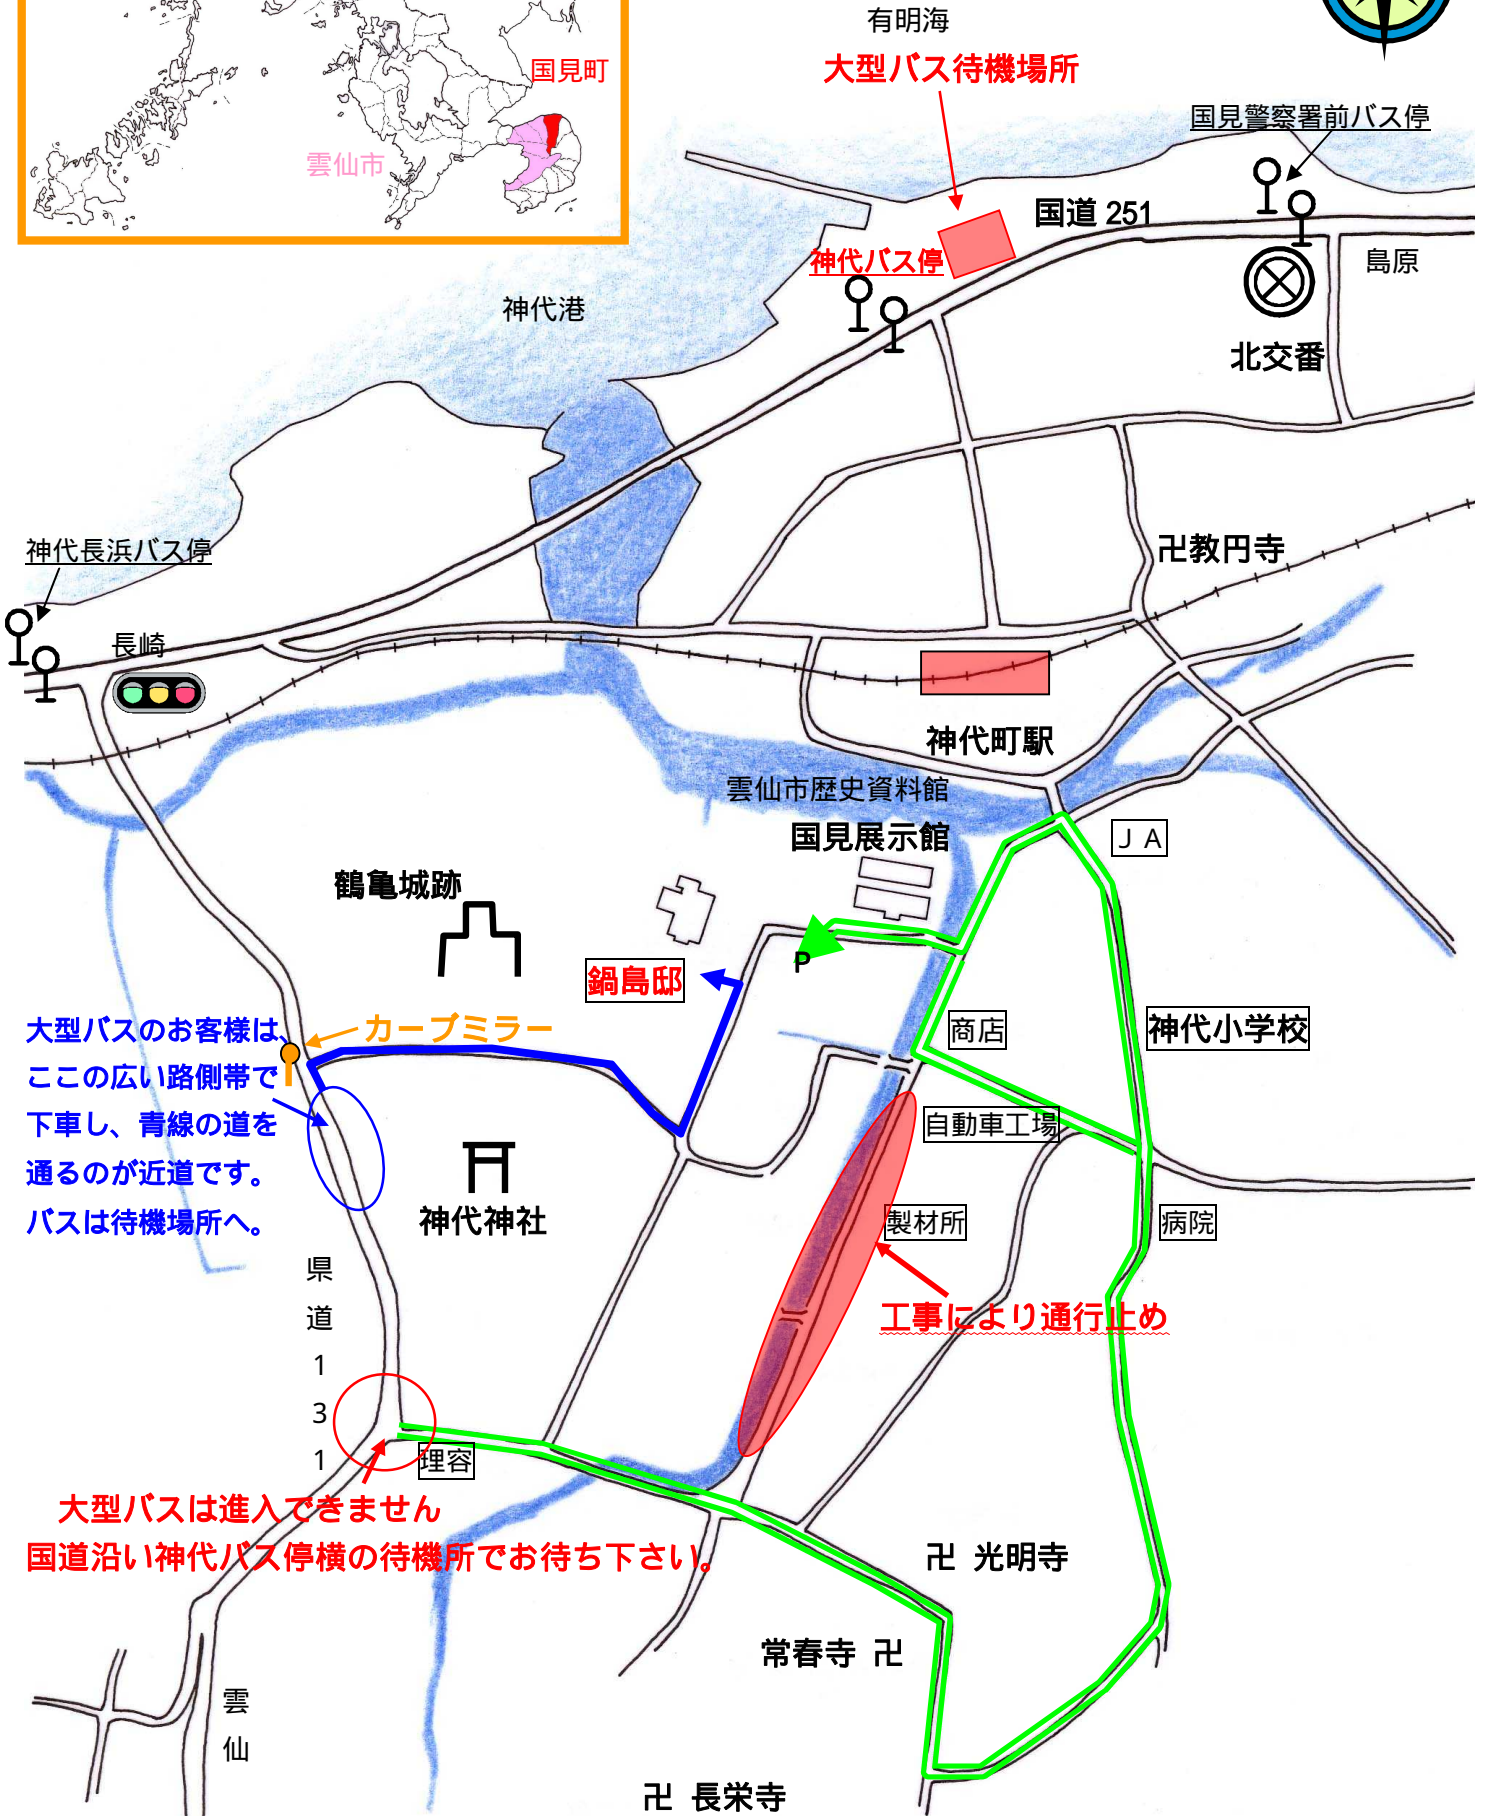 有明海
大型バス待機場所
国見町
国見警察署前バス停
雲仙市
国道 251
神代バス停
島原
神代港
北交番
神代長浜バス停
卍教円寺
長崎
神代町駅
雲仙市歴史資料館
国見展示館
ＪＡ
鶴亀城跡
P
鍋島邸
カーブミラー
商店
神代小学校
大型バスのお客様は、
ここの広い路側帯で
下車し、青線の道を
通るのが近道です。
バスは待機場所へ。
自動車工場
神代神社
製材所
病院
県道131
工事により通行止め
理容
大型バスは進入できません
国道沿い神代バス停横の待機所でお待ち下さい。
卍 光明寺
常春寺 卍
雲仙
卍 長栄寺